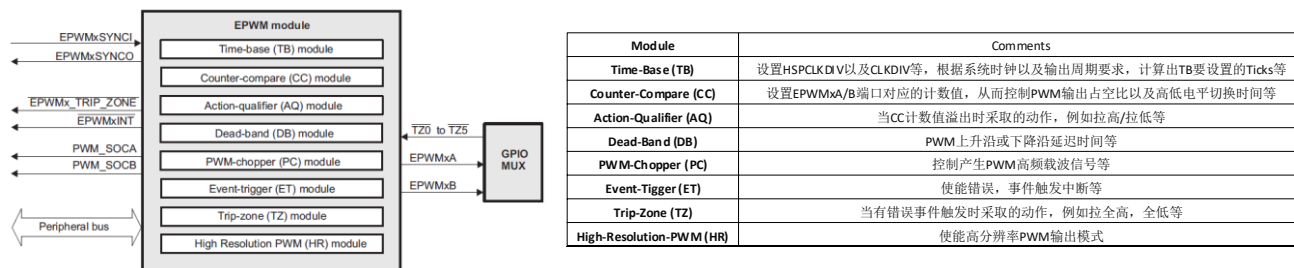 EPWM module
EPWMxSYNCI
EPWMxSYNCO
EPWMx_TRIP_ZONE
EPWMxINT
PWM_SOCA
PWM_SOCB
Peripheral bus
Time-base (TB) module
Counter-compare (CC) module
Action-qualifier (AQ) module
Dead-band (DB) module
PWM-chopper (PC) module
Event-trigger (ET) module
Trip-zone (TZ) module
High Resolution PWM (HR) module
TZ0 to TZ5
EPWMxA
EPWMxB
GPIO
MUX
Module Comments
Time-Base (TB) 设置HSPCLKDIV以及CLKDIV等，根据系统时钟以及输出周期要求，计算出TB要设置的Ticks等
Counter-Compare (CC) 设置EPWMxA/B端口对应的计数值，从而控制PWM输出占空比以及高低电平切换时间等
Action-Qualifier (AQ) 当CC计数值溢出时采取的动作，例如拉高/拉低等
Dead-Band (DB) PWM上升沿或下降沿延迟时间等
PWM-Chopper (PC) 控制产生PWM高频载波信号等
Event-Tigger (ET) 使能错误，事件触发中断等
Trip-Zone (TZ) 当有错误事件触发时采取的动作，例如拉全高，全低等
High-Resolution-PWM (HR) 使能高分辨率PWM输出模式